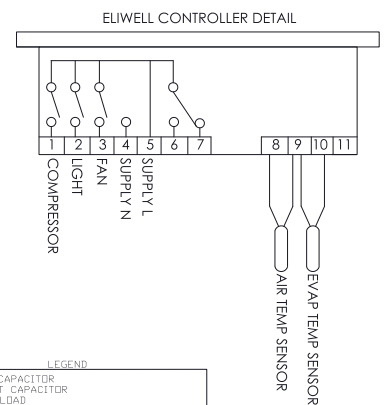 ELIWELL CONTROLLER DETAIL
1 2 3 4 5 6 7 8 9 10 11
COMPRESSOR
LIGHT
FAN
SUPPLY N
SUPPLY L
AIR TEMP SENSOR
EVAP TEMP SENSOR
LEGEND
CAPACITOR
T CAPACITOR
LOAD